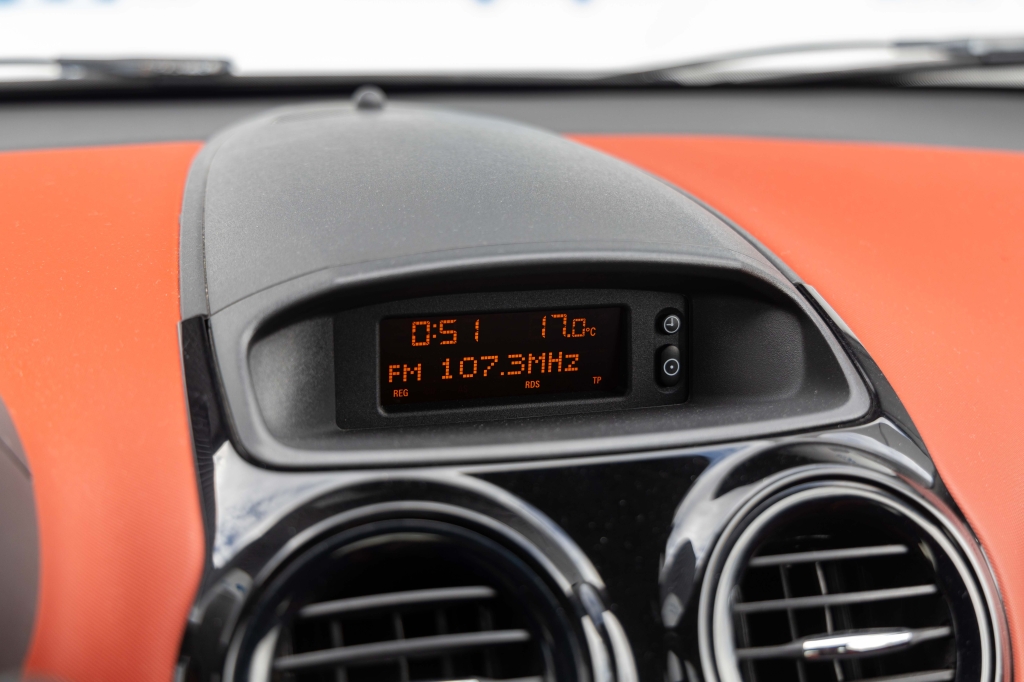 0:51 17.0°C
FM 107.3MHz
REG RDS TP